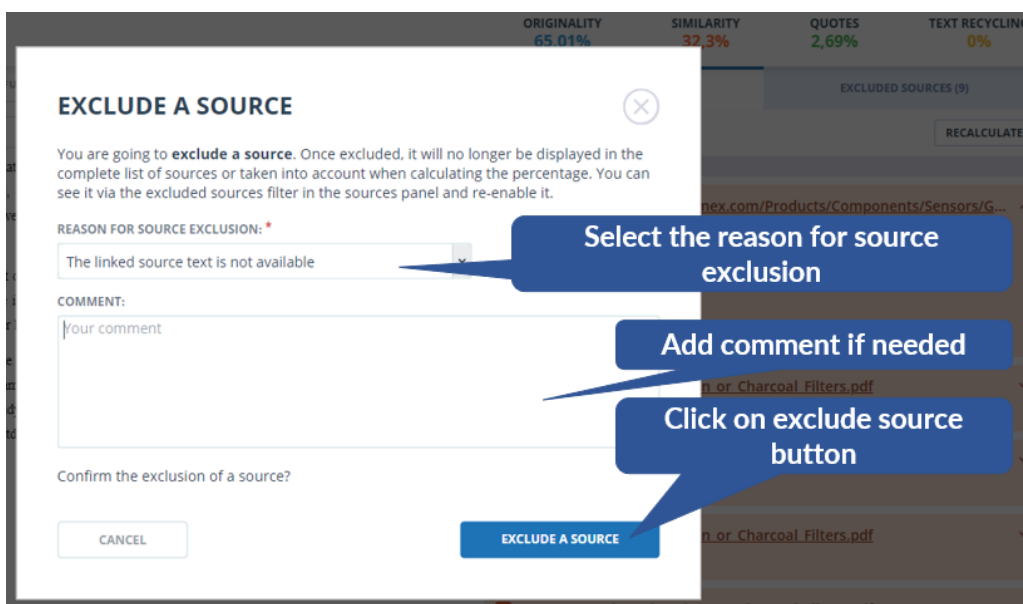 ORIGINALITY SIMILARITY QUOTES TEXT RECYCLING
65,01% 32,3% 2,69% 0%
EXCLUDED SOURCES (9)
RECALCULATE
EXCLUDE A SOURCE
You are going to exclude a source. Once excluded, it will no longer be displayed in the
complete list of sources or taken into account when calculating the percentage. You can
see it via the excluded sources filter in the sources panel and re-enable it.
REASON FOR SOURCE EXCLUSION: *
The linked source text is not available
COMMENT:
Your comment
Confirm the exclusion of a source?
CANCEL
EXCLUDE A SOURCE
nex.com/Products/Components/Sensors/G...
Select the reason for source
exclusion
Add comment if needed
n or Charcoal Filters.pdf
Click on exclude source
button
n_or_Charcoal_Filters.pdf